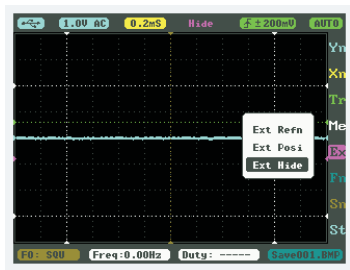 1.0V AC 0.2mS Hide ±200mV AUTO
Yn
Xn
Tr
Me
Ex
Fn
Sn
St
Ext Refn
Ext Posi
Ext Hide
FO: SQU Freq:0.00Hz Duty: ----- Save001.BMP